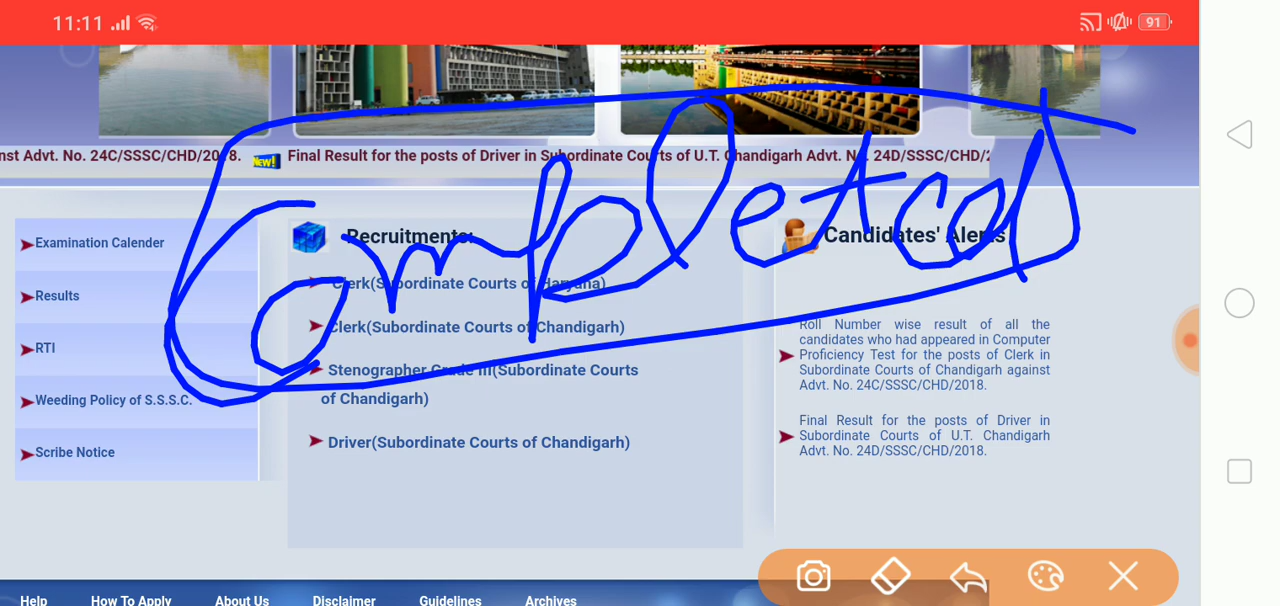 11:11
91
nst Advt. No. 24C/SSSC/CHD/2018. NEW! Final Result for the posts of Driver in Subordinate Courts of U.T. Chandigarh Advt. No. 24D/SSSC/CHD/
Completed
Examination Calender
Results
RTI
Weeding Policy of S.S.S.C.
Scribe Notice
Recruitments:
Clerk(Subordinate Courts of Haryana)
Clerk(Subordinate Courts of Chandigarh)
Stenographer Grade III(Subordinate Courts
of Chandigarh)
Driver(Subordinate Courts of Chandigarh)
Candidates' Alerts
Roll Number wise result of all the
candidates who had appeared in Computer
Proficiency Test for the posts of Clerk in
Subordinate Courts of Chandigarh against
Advt. No. 24C/SSSC/CHD/2018.
Final Result for the posts of Driver in
Subordinate Courts of U.T. Chandigarh
Advt. No. 24D/SSSC/CHD/2018.
Help How To Apply About Us Disclaimer Guidelines Archives